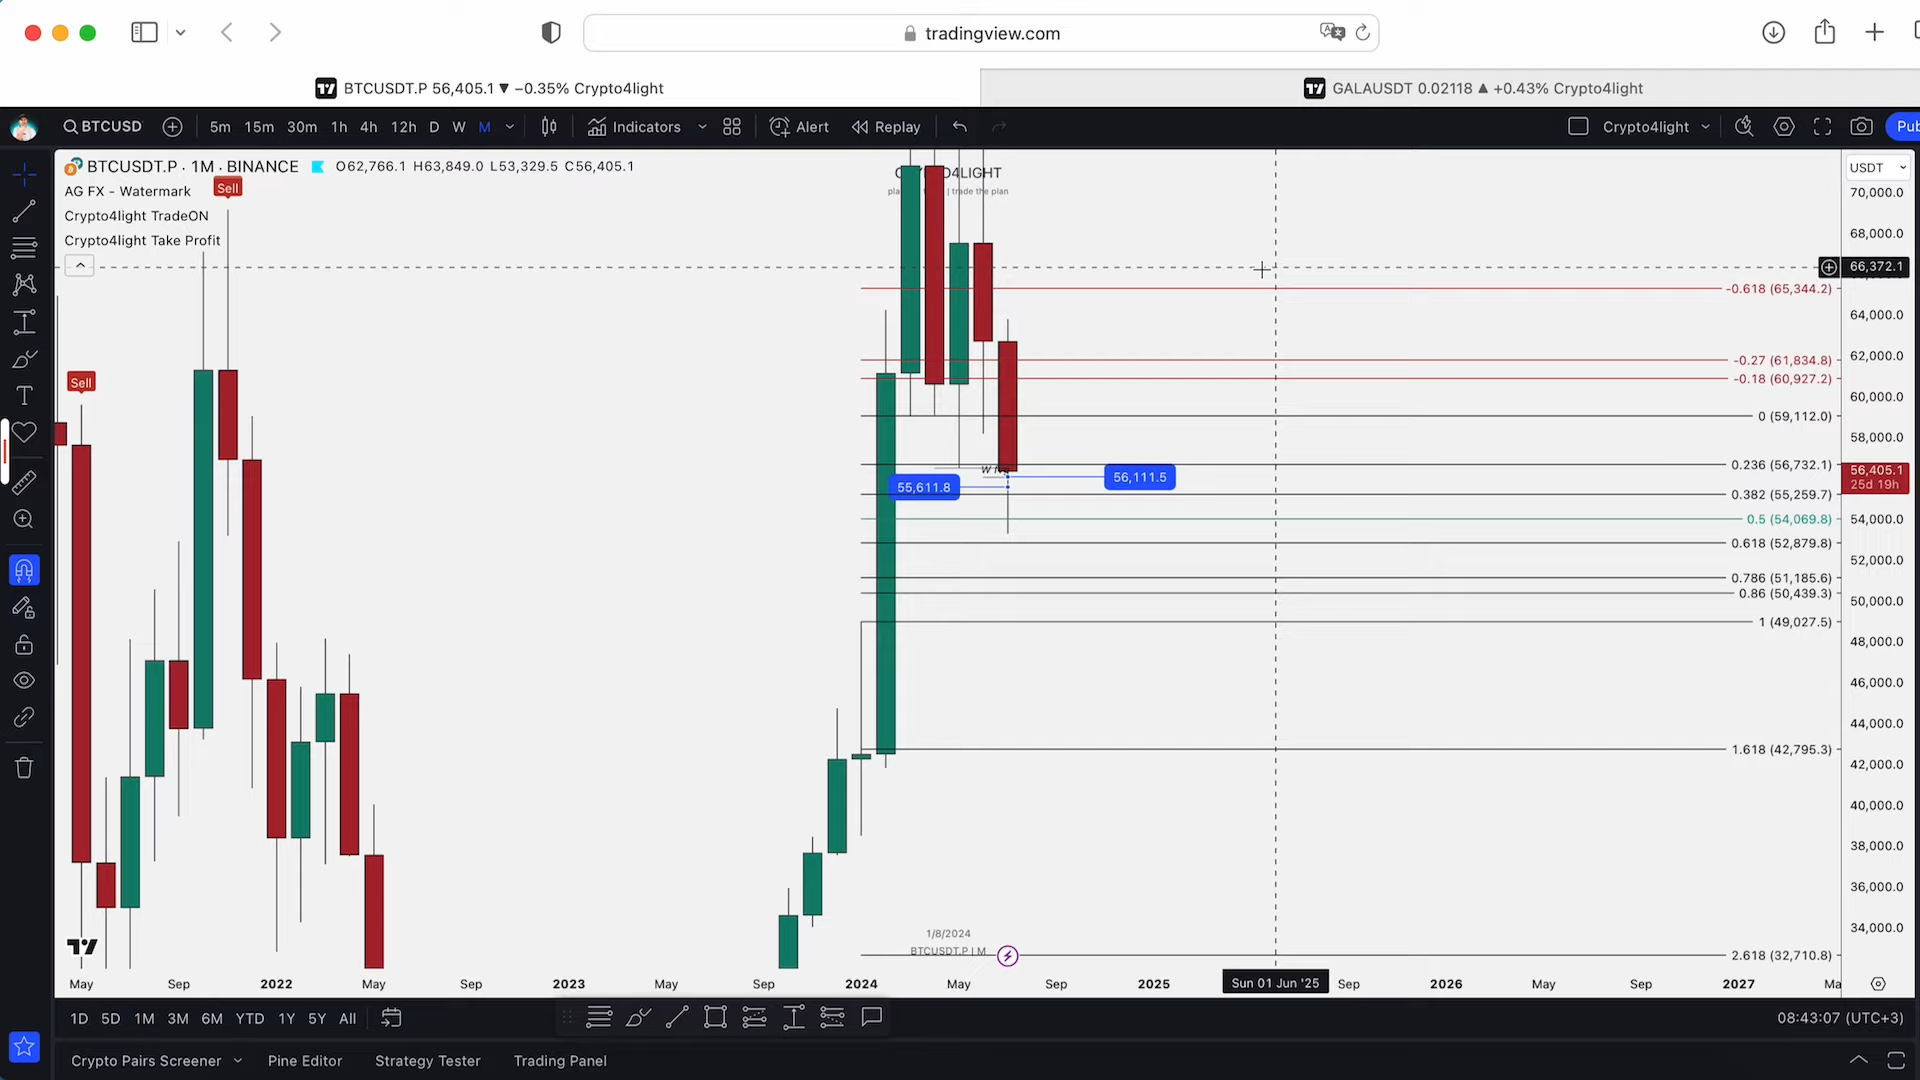 tradingview.com
BTCUSDT.P 56,405.1 ▼ −0.35% Crypto4light
GALAUSDT 0.02118 ▲ +0.43% Crypto4light
BTCUSD
5m 15m 30m 1h 4h 12h D W M
Indicators
Alert
Replay
Crypto4light
Pub
BTCUSDT.P · 1M · BINANCE O62,766.1 H63,849.0 L53,329.5 C56,405.1
AG FX - Watermark
Crypto4light TradeON
Crypto4light Take Profit
Sell
Sell
| trade the plan
USDT
70,000.0
68,000.0
66,372.1
64,000.0
62,000.0
60,000.0
58,000.0
56,405.1
25d 19h
54,000.0
52,000.0
50,000.0
48,000.0
46,000.0
44,000.0
42,000.0
40,000.0
38,000.0
36,000.0
34,000.0
-0.618 (65,344.2)
-0.27 (61,834.8)
-0.18 (60,927.2)
0 (59,112.0)
0.236 (56,732.1)
0.382 (55,259.7)
0.5 (54,069.8)
0.618 (52,879.8)
0.786 (51,185.6)
0.86 (50,439.3)
1 (49,027.5)
1.618 (42,795.3)
2.618 (32,710.8)
55,611.8
56,111.5
1/8/2024
BTCUSDT.P | M
May Sep 2022 May Sep 2023 May Sep 2024 May Sep 2025 Sun 01 Jun '25 Sep 2026 May Sep 2027 Ma
1D 5D 1M 3M 6M YTD 1Y 5Y All
08:43:07 (UTC+3)
Crypto Pairs Screener Pine Editor Strategy Tester Trading Panel